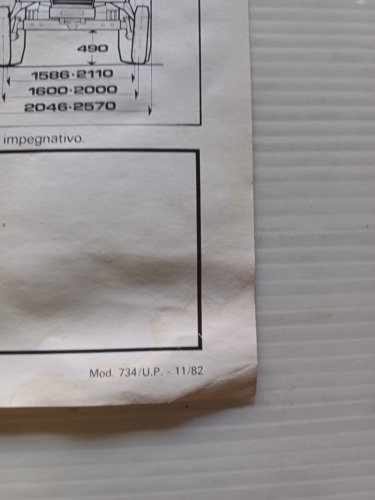 490
1586-2110
1600-2000
2046-2570
impegnativo.
Mod. 734/U.P. - 11/82